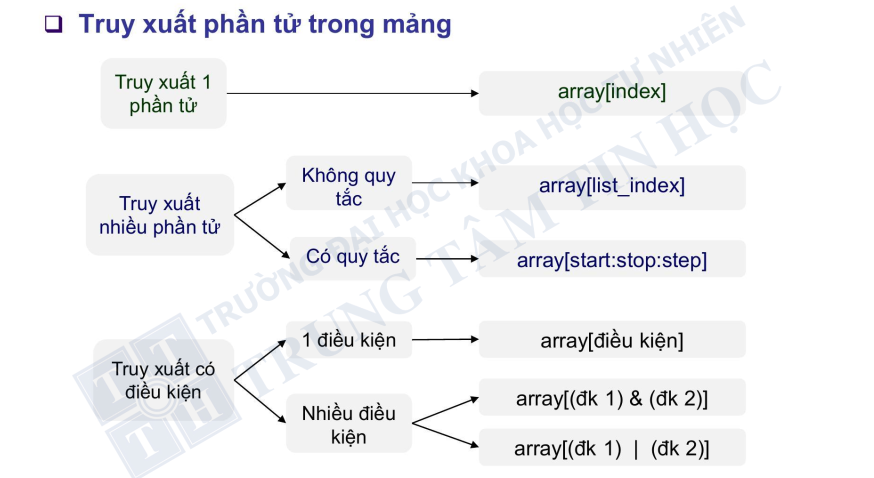 Truy xuất phần tử trong mảng
Truy xuất 1
phần tử
array[index]
Truy xuất
nhiều phần tử
Không quy
tắc
array[list_index]
Có quy tắc
array[start:stop:step]
Truy xuất có
điều kiện
1 điều kiện
array[điều kiện]
Nhiều điều
kiện
array[(đk 1) & (đk 2)]
array[(đk 1) | (đk 2)]
TRƯỜNG ĐẠI HỌC KHOA HỌC TỰ NHIÊN
TRUNG TÂM TIN HỌC
T T
T H